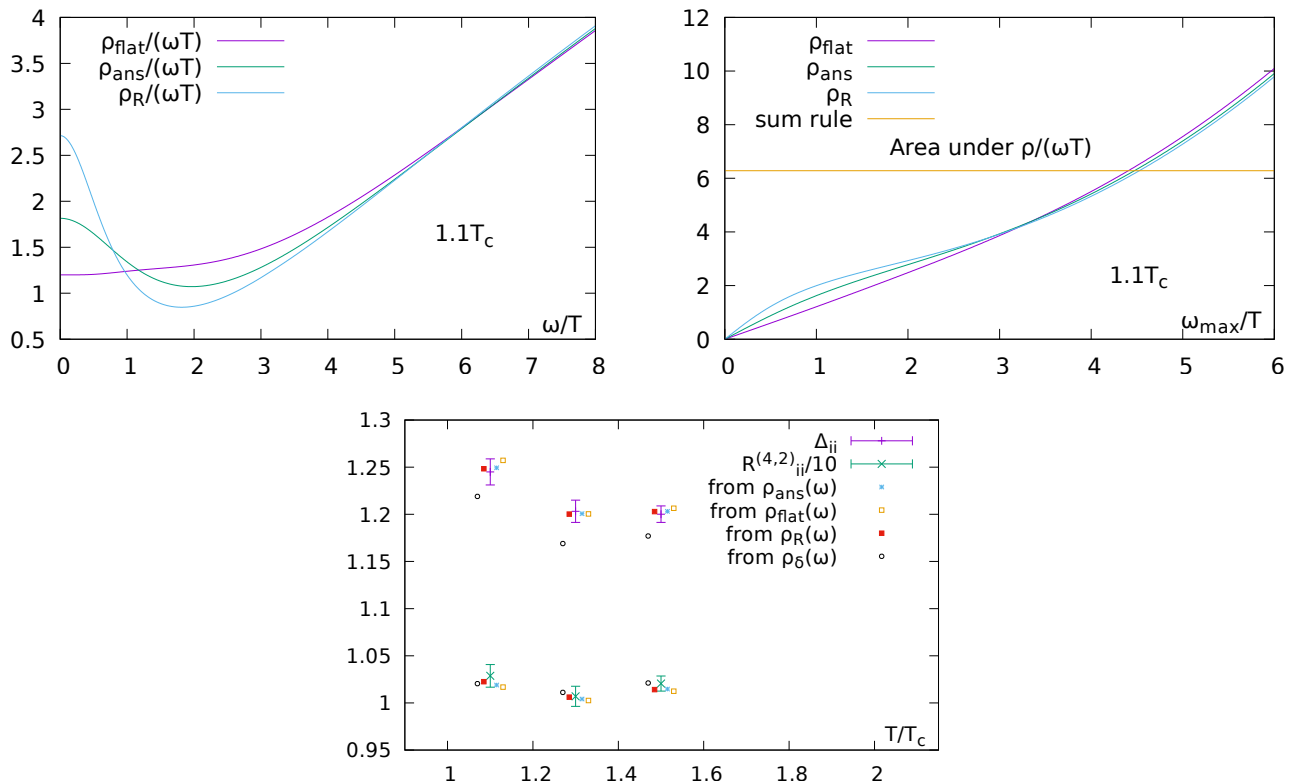 4
3.5
3
2.5
2
1.5
1
0.5
ρflat/(ωT)
ρans/(ωT)
ρR/(ωT)
1.1Tc
ω/T
0 1 2 3 4 5 6 7 8
12
10
8
6
4
2
0
ρflat
ρans
ρR
sum rule
Area under ρ/(ωT)
1.1Tc
ωmax/T
0 1 2 3 4 5 6
1.3
1.25
1.2
1.15
1.1
1.05
1
0.95
Δii
R(4,2)ii/10
from ρans(ω)
from ρflat(ω)
from ρR(ω)
from ρδ(ω)
T/Tc
1 1.2 1.4 1.6 1.8 2